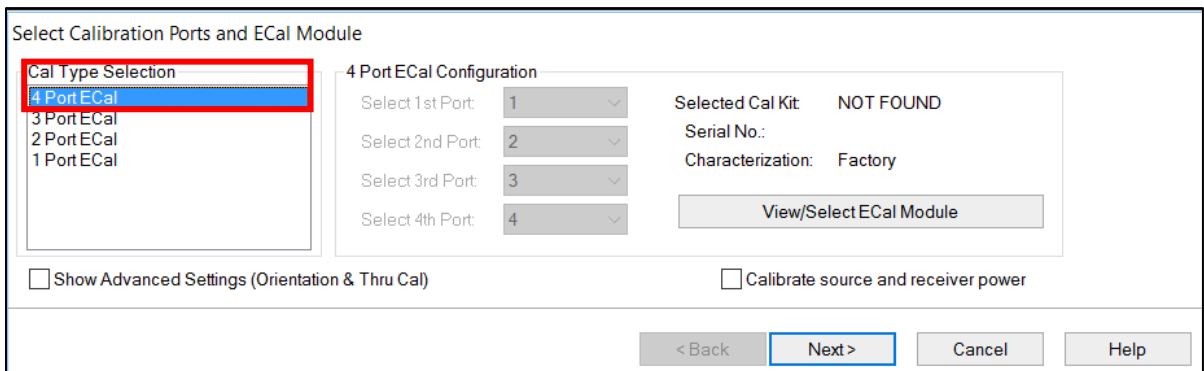 Select Calibration Ports and ECal Module
Cal Type Selection
4 Port ECal
3 Port ECal
2 Port ECal
1 Port ECal
4 Port ECal Configuration
Select 1st Port: 1
Select 2nd Port: 2
Select 3rd Port: 3
Select 4th Port: 4
Selected Cal Kit: NOT FOUND
Serial No.:
Characterization: Factory
View/Select ECal Module
Show Advanced Settings (Orientation & Thru Cal)
Calibrate source and receiver power
< Back
Next >
Cancel
Help